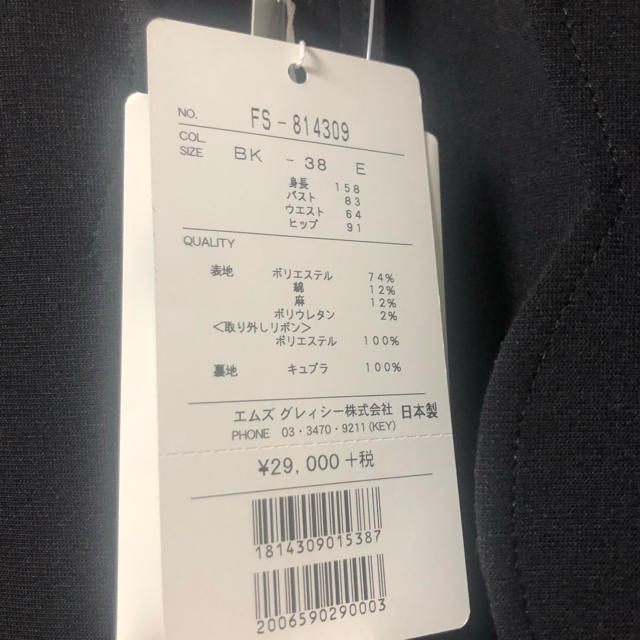 NO. FS-814309
COL
SIZE BK - 38 E
身長 158
バスト 83
ウエスト 64
ヒップ 91
QUALITY
表地 ポリエステル 74%
綿 12%
麻 12%
ポリウレタン 2%
<取り外しリボン>
ポリエステル 100%
裏地 キュプラ 100%
エムズ グレィシー株式会社 日本製
PHONE 03・3470・9211(KEY)
¥29,000+税
1814309015387
2006590290003